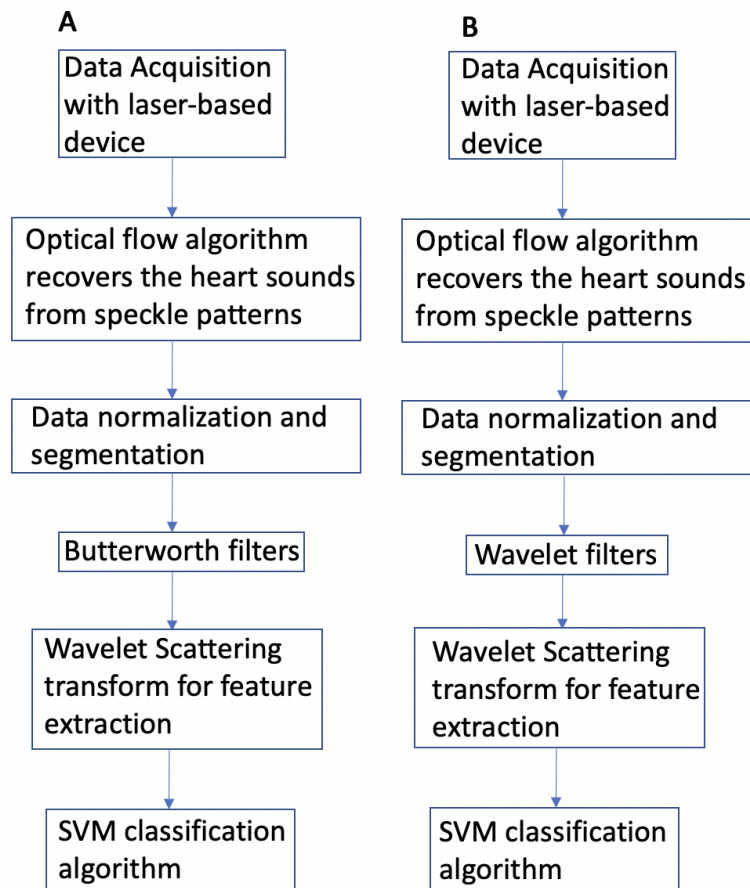 A
Data Acquisition
with laser-based
device
Optical flow algorithm
recovers the heart sounds
from speckle patterns
Data normalization and
segmentation
Butterworth filters
Wavelet Scattering
transform for feature
extraction
SVM classification
algorithm
B
Data Acquisition
with laser-based
device
Optical flow algorithm
recovers the heart sounds
from speckle patterns
Data normalization and
segmentation
Wavelet filters
Wavelet Scattering
transform for feature
extraction
SVM classification
algorithm